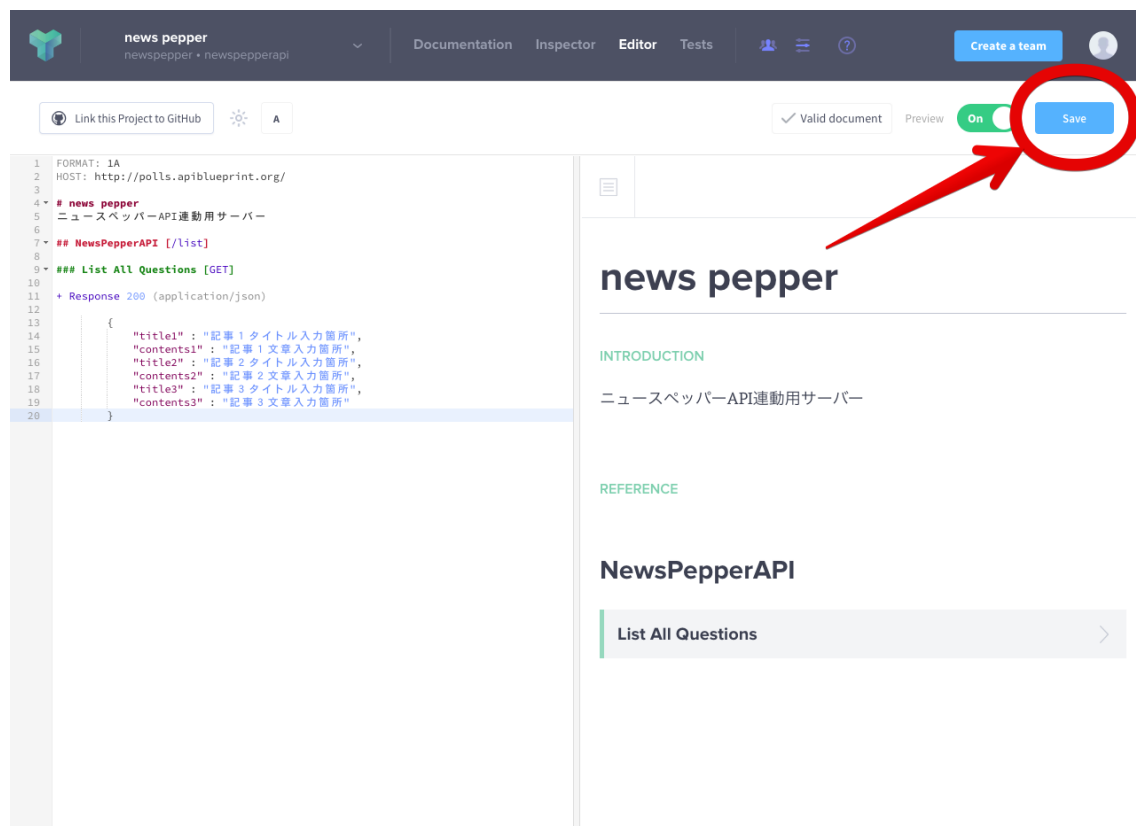 news pepper
newspepper • newspepperapi
Documentation Inspector Editor Tests
?
Create a team
Link this Project to GitHub
A
Valid document
Preview
On
Save
1 FORMAT: 1A
2 HOST: http://polls.apiblueprint.org/
3
4 # news pepper
5 ニュースペッパーAPI連動用サーバー
6
7 ## NewsPepperAPI [/list]
8
9 ### List All Questions [GET]
10
11 + Response 200 (application/json)
12
13 {
14 "title1" : "記事１タイトル入力箇所",
15 "contents1" : "記事１文章入力箇所",
16 "title2" : "記事２タイトル入力箇所",
17 "contents2" : "記事２文章入力箇所",
18 "title3" : "記事３タイトル入力箇所",
19 "contents3" : "記事３文章入力箇所"
20 }
news pepper
INTRODUCTION
ニュースペッパーAPI連動用サーバー
REFERENCE
NewsPepperAPI
List All Questions